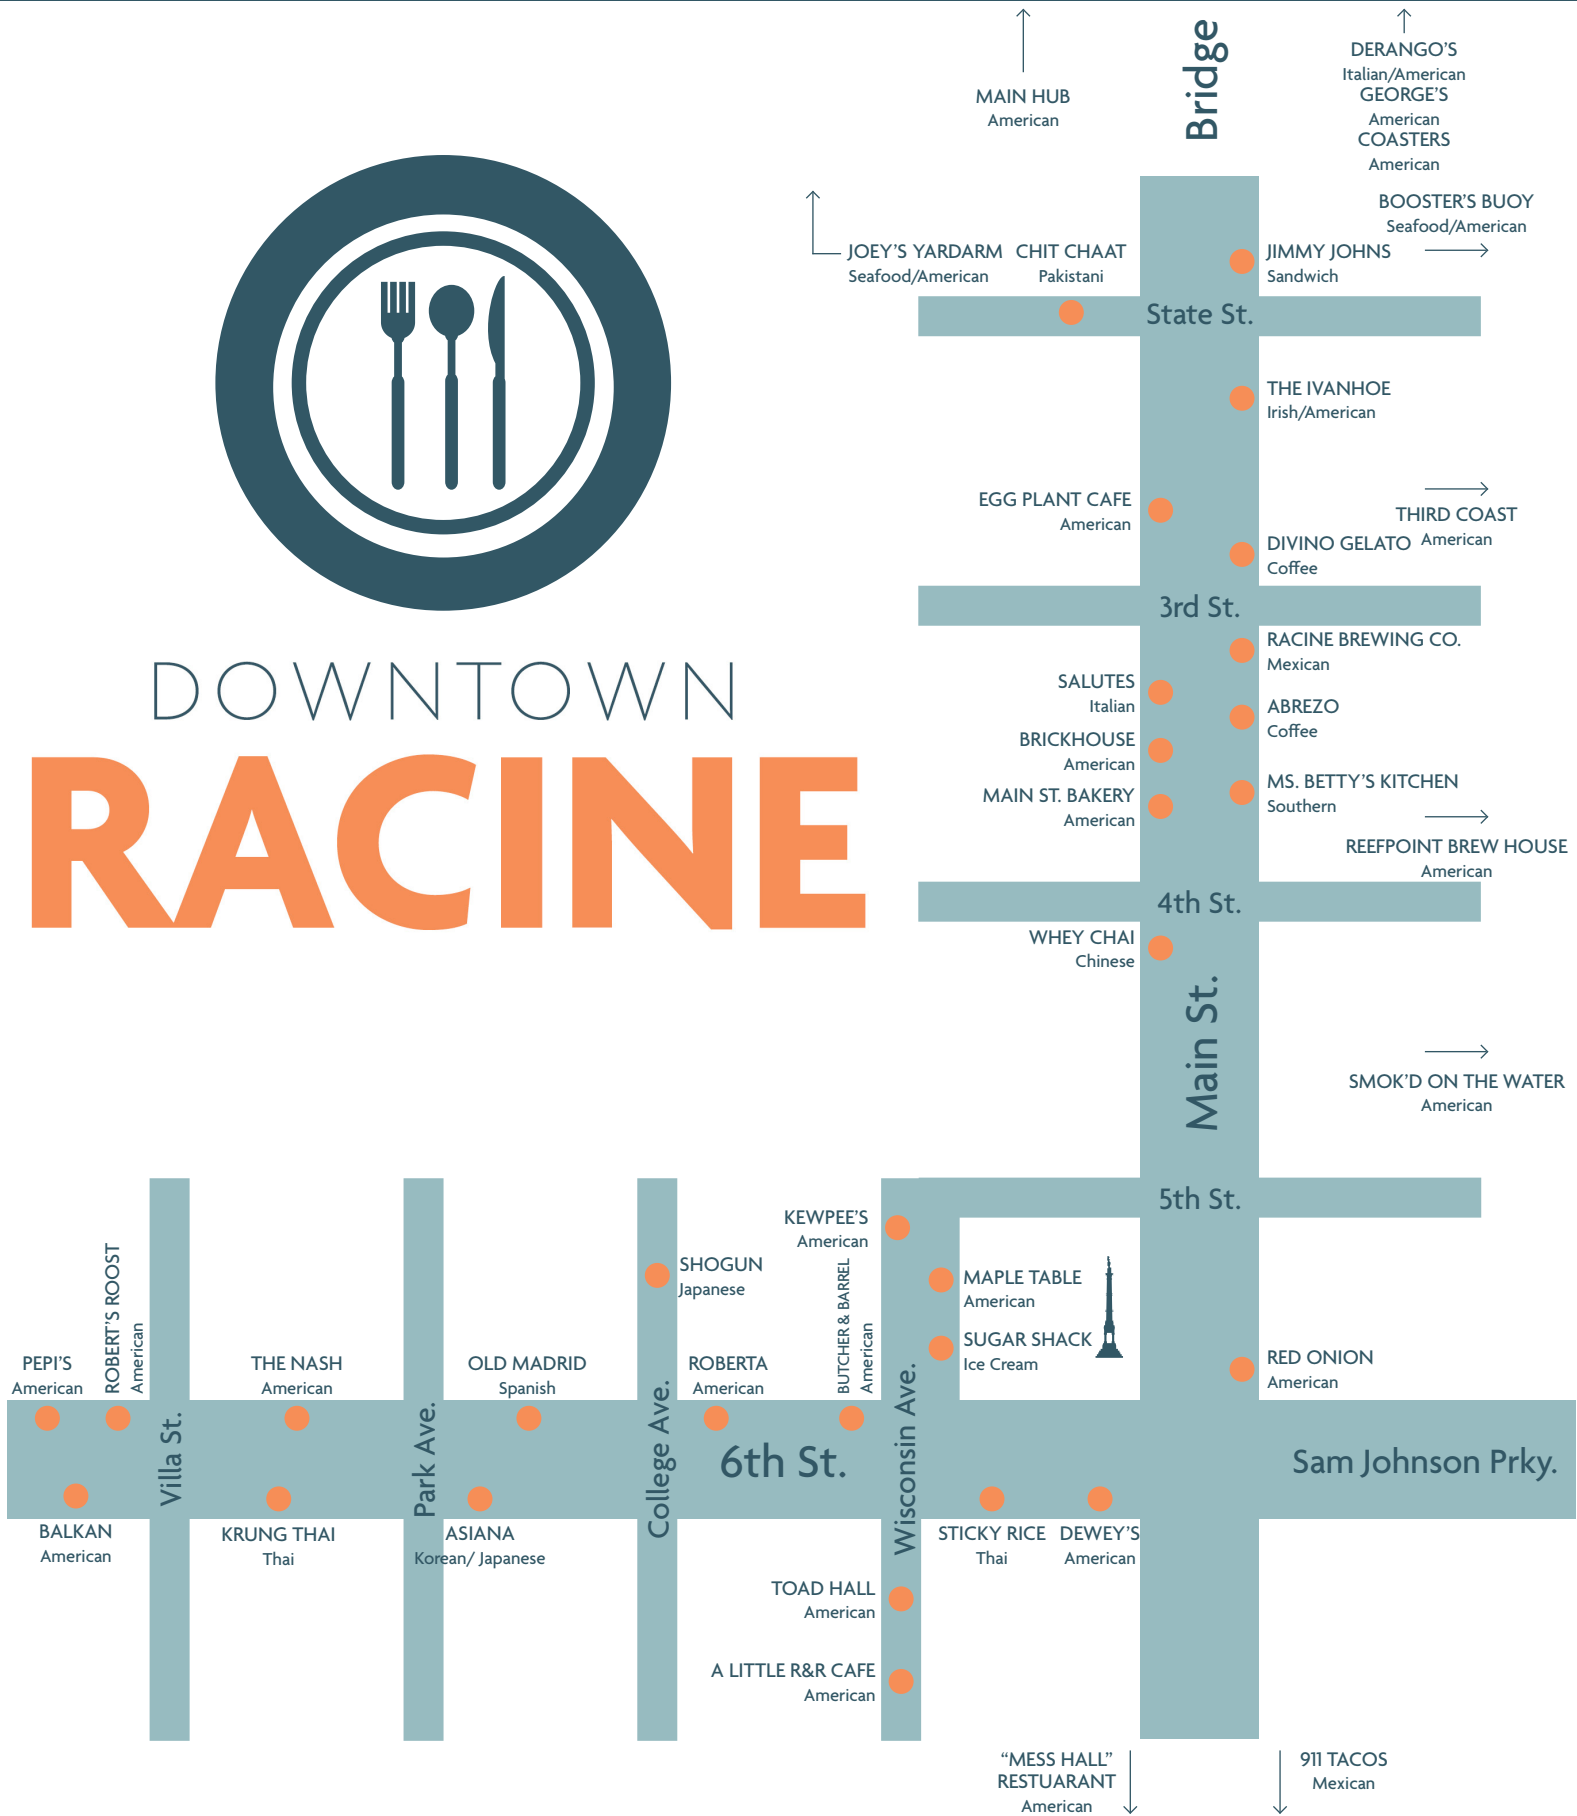 Bridge
MAIN HUB
American
DERANGO'S
Italian/American
GEORGE'S
American
COASTERS
American
BOOSTER'S BUOY
Seafood/American
JOEY'S YARDARM
Seafood/American
CHIT CHAAT
Pakistani
JIMMY JOHNS
Sandwich
State St.
THE IVANHOE
Irish/American
EGG PLANT CAFE
American
THIRD COAST
American
DIVINO GELATO
Coffee
3rd St.
DOWNTOWN
RACINE
RACINE BREWING CO.
Mexican
SALUTES
Italian
ABREZO
Coffee
BRICKHOUSE
American
MS. BETTY'S KITCHEN
Southern
MAIN ST. BAKERY
American
REEFPOINT BREW HOUSE
American
4th St.
WHEY CHAI
Chinese
Main St.
SMOK'D ON THE WATER
American
5th St.
KEWPEE'S
American
SHOGUN
Japanese
MAPLE TABLE
American
SUGAR SHACK
Ice Cream
RED ONION
American
PEPI'S
American
ROBERT'S ROOST
American
THE NASH
American
OLD MADRID
Spanish
ROBERTA
American
BUTCHER & BARREL
American
Villa St.
Park Ave.
College Ave.
6th St.
Wisconsin Ave.
Sam Johnson Prky.
BALKAN
American
KRUNG THAI
Thai
ASIANA
Korean/ Japanese
STICKY RICE
Thai
DEWEY'S
American
TOAD HALL
American
A LITTLE R&R CAFE
American
“MESS HALL”
RESTUARANT
American
911 TACOS
Mexican